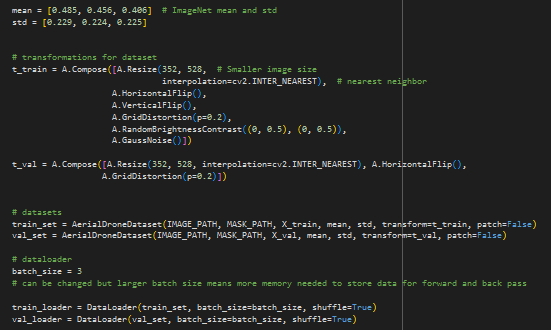 mean = [0.485, 0.456, 0.406]  # ImageNet mean and std
std = [0.229, 0.224, 0.225]
# transformations for dataset
t_train = A.Compose([A.Resize(352, 528,  # Smaller image size
interpolation=cv2.INTER_NEAREST),  # nearest neighbor
A.HorizontalFlip(),
A.VerticalFlip(),
A.GridDistortion(p=0.2),
A.RandomBrightnessContrast((0, 0.5), (0, 0.5)),
A.GaussNoise()])
t_val = A.Compose([A.Resize(352, 528, interpolation=cv2.INTER_NEAREST), A.HorizontalFlip(),
A.GridDistortion(p=0.2)])
# datasets
train_set = AerialDroneDataset(IMAGE_PATH, MASK_PATH, X_train, mean, std, transform=t_train, patch=False)
val_set = AerialDroneDataset(IMAGE_PATH, MASK_PATH, X_val, mean, std, transform=t_val, patch=False)
# dataloader
batch_size = 3
# can be changed but larger batch size means more memory needed to store data for forward and back pass
train_loader = DataLoader(train_set, batch_size=batch_size, shuffle=True)
val_loader = DataLoader(val_set, batch_size=batch_size, shuffle=True)